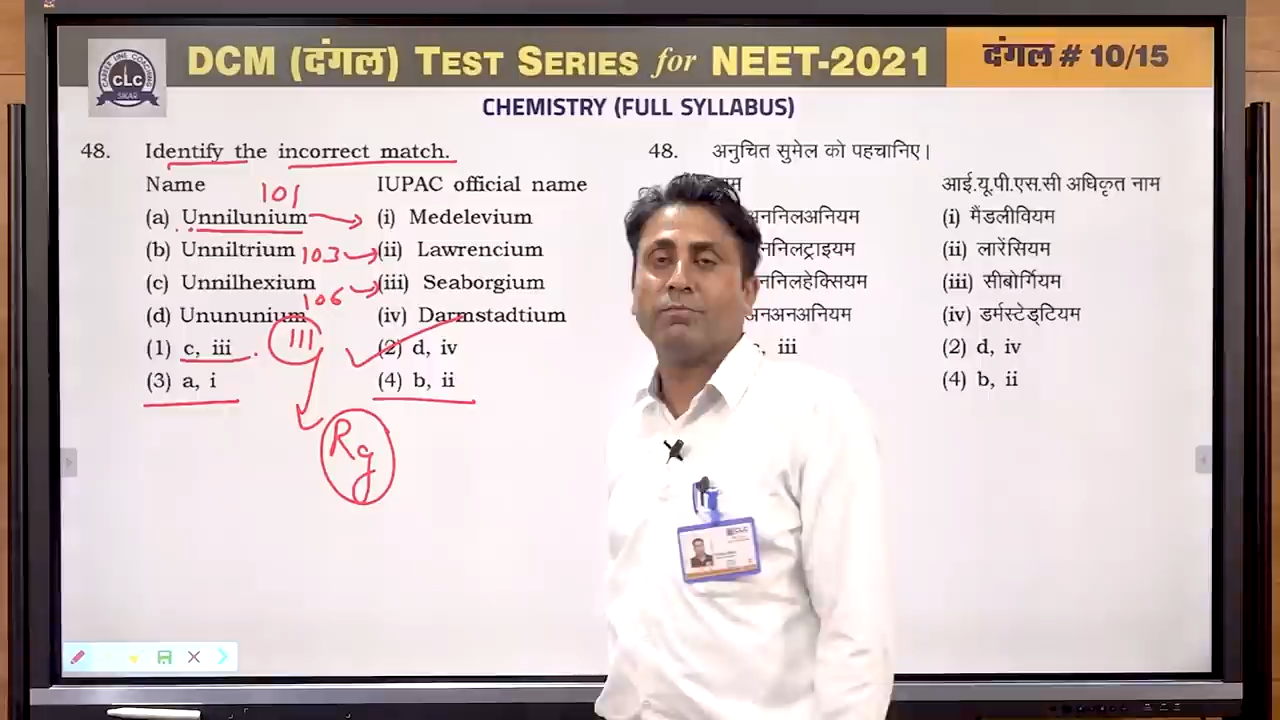 DCM (दंगल) TEST SERIES for NEET-2021
दंगल # 10/15
CAREER LINE COACHING
CLC
SIKAR
CHEMISTRY (FULL SYLLABUS)
48. Identify the incorrect match.
Name IUPAC official name
101
(a) Unnilunium (i) Medelevium
(b) Unniltrium 103 (ii) Lawrencium
(c) Unnilhexium 106 (iii) Seaborgium
(d) Unununium (iv) Darmstadtium
111
(1) c, iii (2) d, iv
(3) a, i (4) b, ii
Rg
48. अनुचित सुमेल को पहचानिए।
आई.यू.पी.एस.सी अधिकृत नाम
(i) मैंडलीवियम
(ii) लारेंसियम
(iii) सीबोर्गियम
(iv) डर्मस्टेड्टियम
iii (2) d, iv
(4) b, ii
CLC